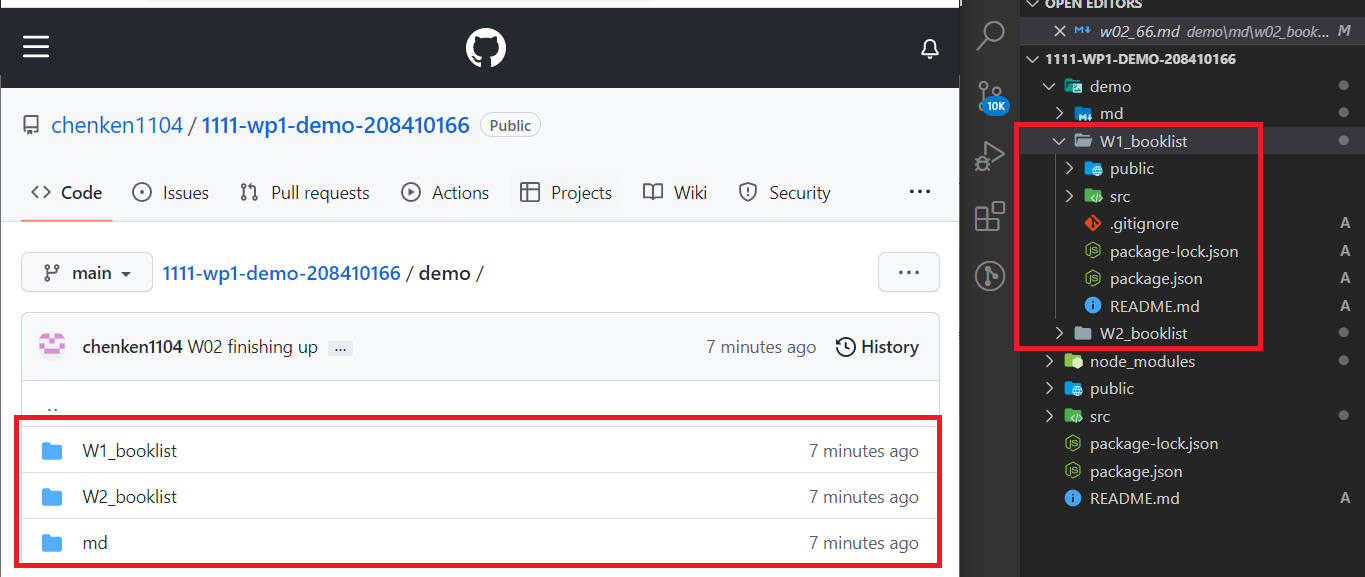 chenken1104 / 1111-wp1-demo-208410166 Public
Code Issues Pull requests Actions Projects Wiki Security ...
main 1111-wp1-demo-208410166 / demo / ...
chenken1104 W02 finishing up ... 7 minutes ago History
..
W1_booklist 7 minutes ago
W2_booklist 7 minutes ago
md 7 minutes ago
OPEN EDITORS
w02_66.md demo\md\w02_book... M
1111-WP1-DEMO-208410166
demo
10K
md
W1_booklist
public
src
.gitignore A
package-lock.json A
package.json A
README.md A
W2_booklist
node_modules
public
src
package-lock.json
package.json
README.md A